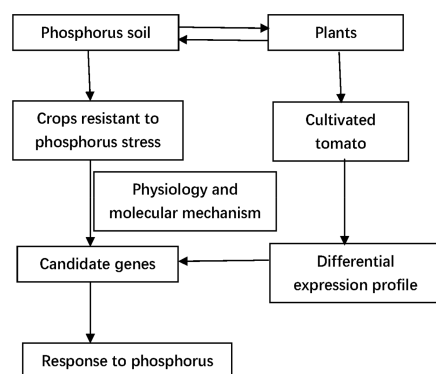 Phosphorus soil
Plants
Crops resistant to
phosphorus stress
Cultivated
tomato
Physiology and
molecular mechanism
Candidate genes
Differential
expression profile
Response to phosphorus